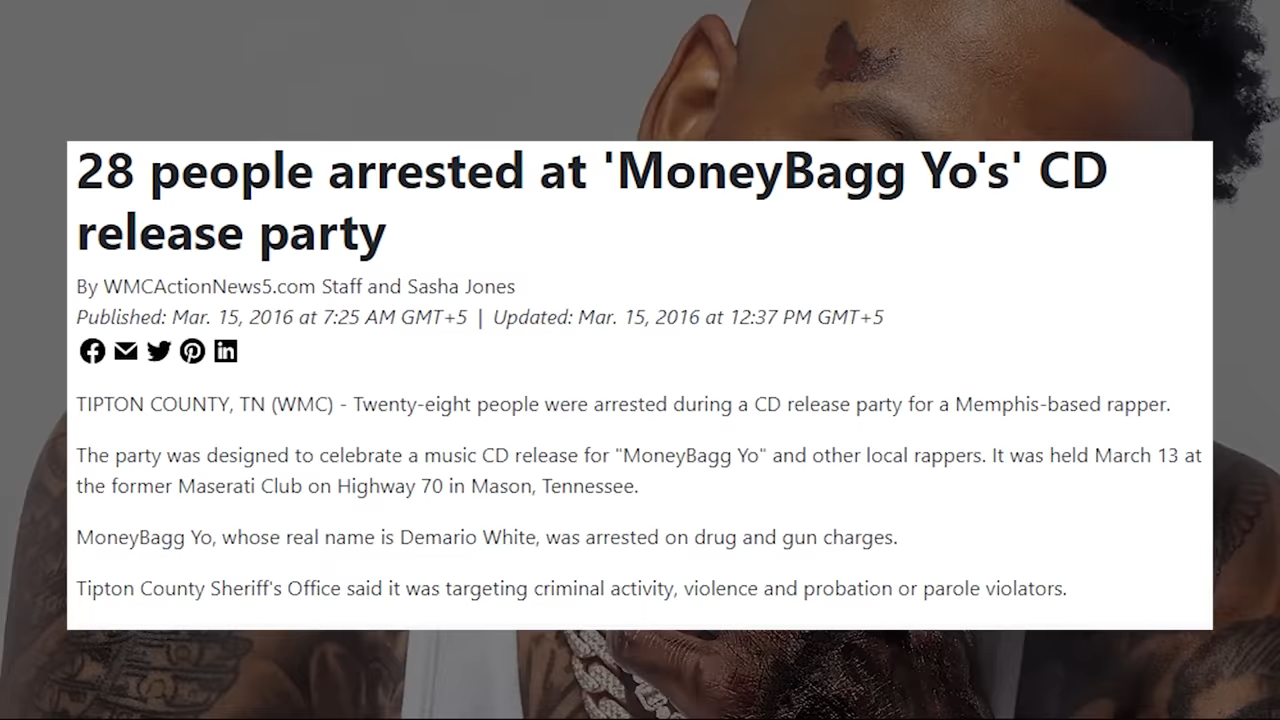 28 people arrested at 'MoneyBagg Yo's' CD
release party
By WMCActionNews5.com Staff and Sasha Jones
Published: Mar. 15, 2016 at 7:25 AM GMT+5 | Updated: Mar. 15, 2016 at 12:37 PM GMT+5
TIPTON COUNTY, TN (WMC) - Twenty-eight people were arrested during a CD release party for a Memphis-based rapper.
The party was designed to celebrate a music CD release for "MoneyBagg Yo" and other local rappers. It was held March 13 at
the former Maserati Club on Highway 70 in Mason, Tennessee.
MoneyBagg Yo, whose real name is Demario White, was arrested on drug and gun charges.
Tipton County Sheriff's Office said it was targeting criminal activity, violence and probation or parole violators.